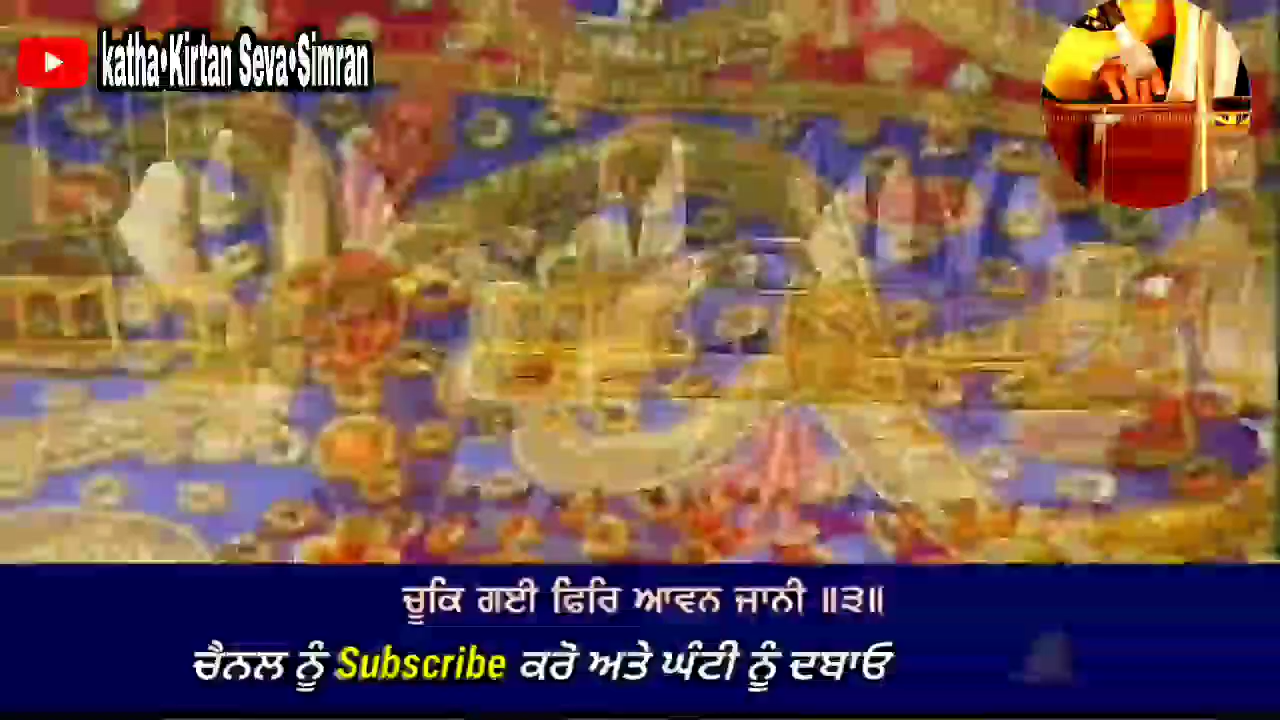 katha•Kirtan Seva•Simran
ਚੂਕਿ ਗਈ ਫਿਰਿ ਆਵਨ ਜਾਨੀ ॥੩॥
ਚੈਨਲ ਨੂੰ Subscribe ਕਰੋ ਅਤੇ ਘੰਟੀ ਨੂੰ ਦਬਾਓ